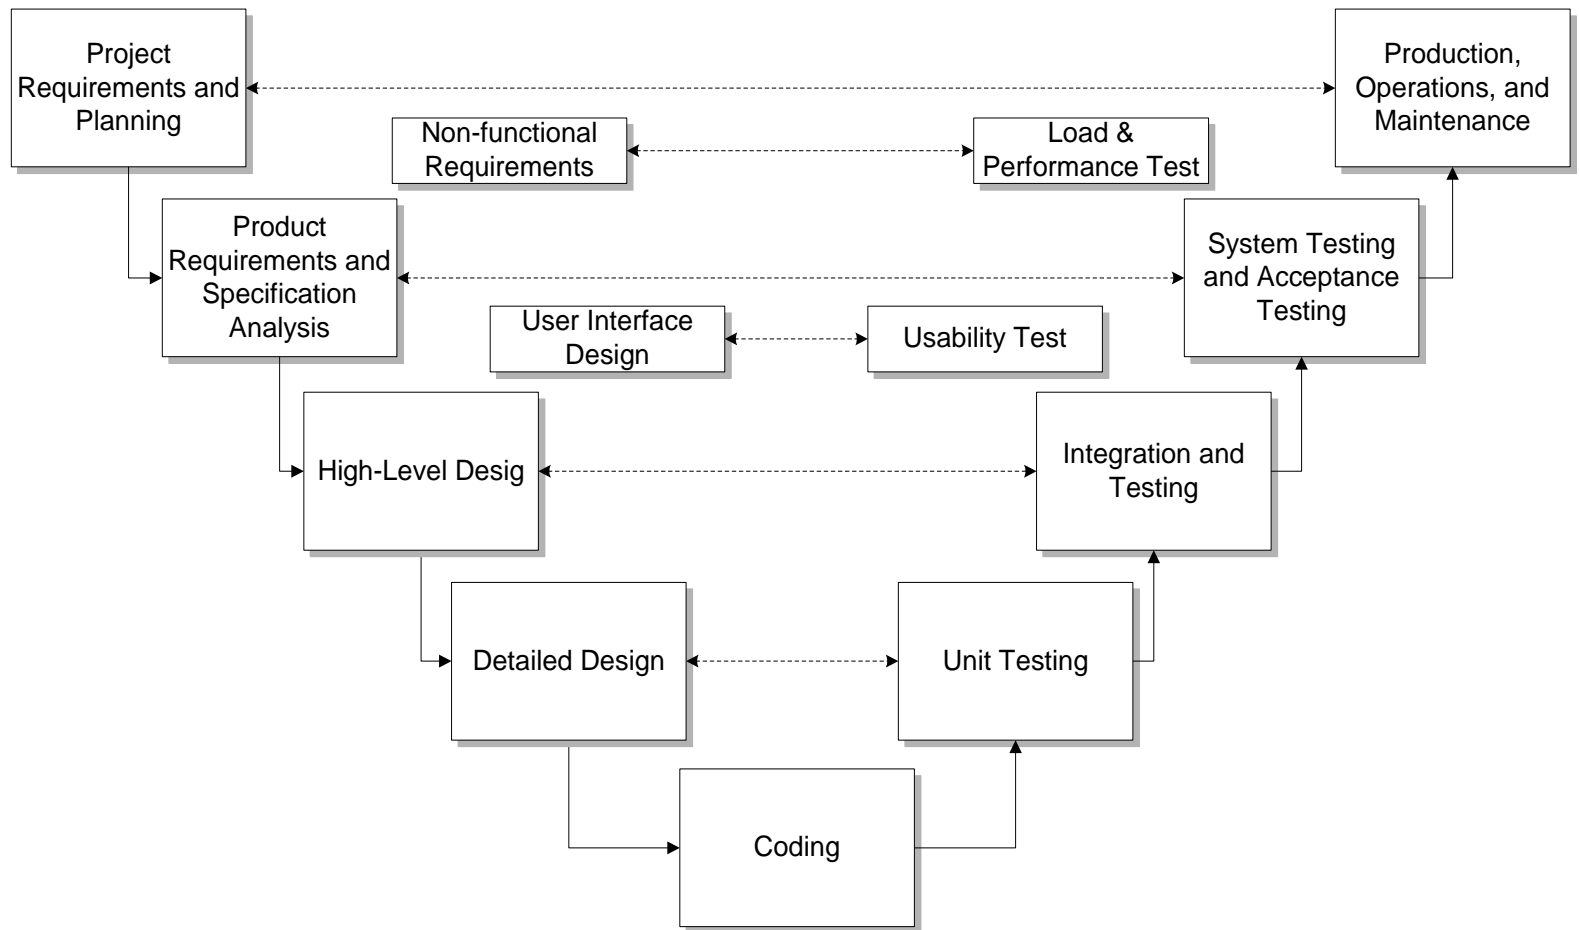 Project
Requirements and
Planning
Production,
Operations, and
Maintenance
Non-functional
Requirements
Load &
Performance Test
Product
Requirements and
Specification
Analysis
System Testing
and Acceptance
Testing
User Interface
Design
Usability Test
High-Level Desig
Integration and
Testing
Detailed Design
Unit Testing
Coding